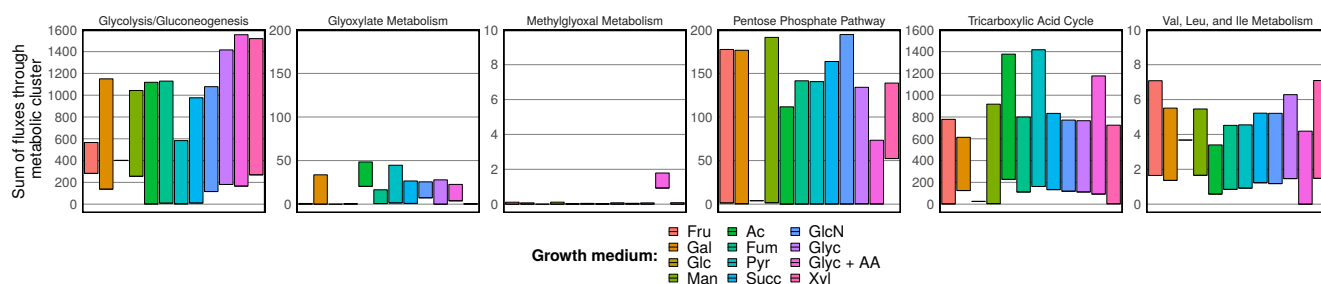 Glycolysis/Gluconeogenesis
Glyoxylate Metabolism
Methylglyoxal Metabolism
Pentose Phosphate Pathway
Tricarboxylic Acid Cycle
Val, Leu, and Ile Metabolism
Sum of fluxes through
metabolic cluster
1600
1400
1200
1000
800
600
400
200
0
200
150
100
50
0
10
8
6
4
2
0
200
150
100
50
0
1600
1400
1200
1000
800
600
400
200
0
10
8
6
4
2
0
Growth medium:
Fru
Gal
Glc
Man
Ac
Fum
Pyr
Succ
GlcN
Glyc
Glyc + AA
Xyl